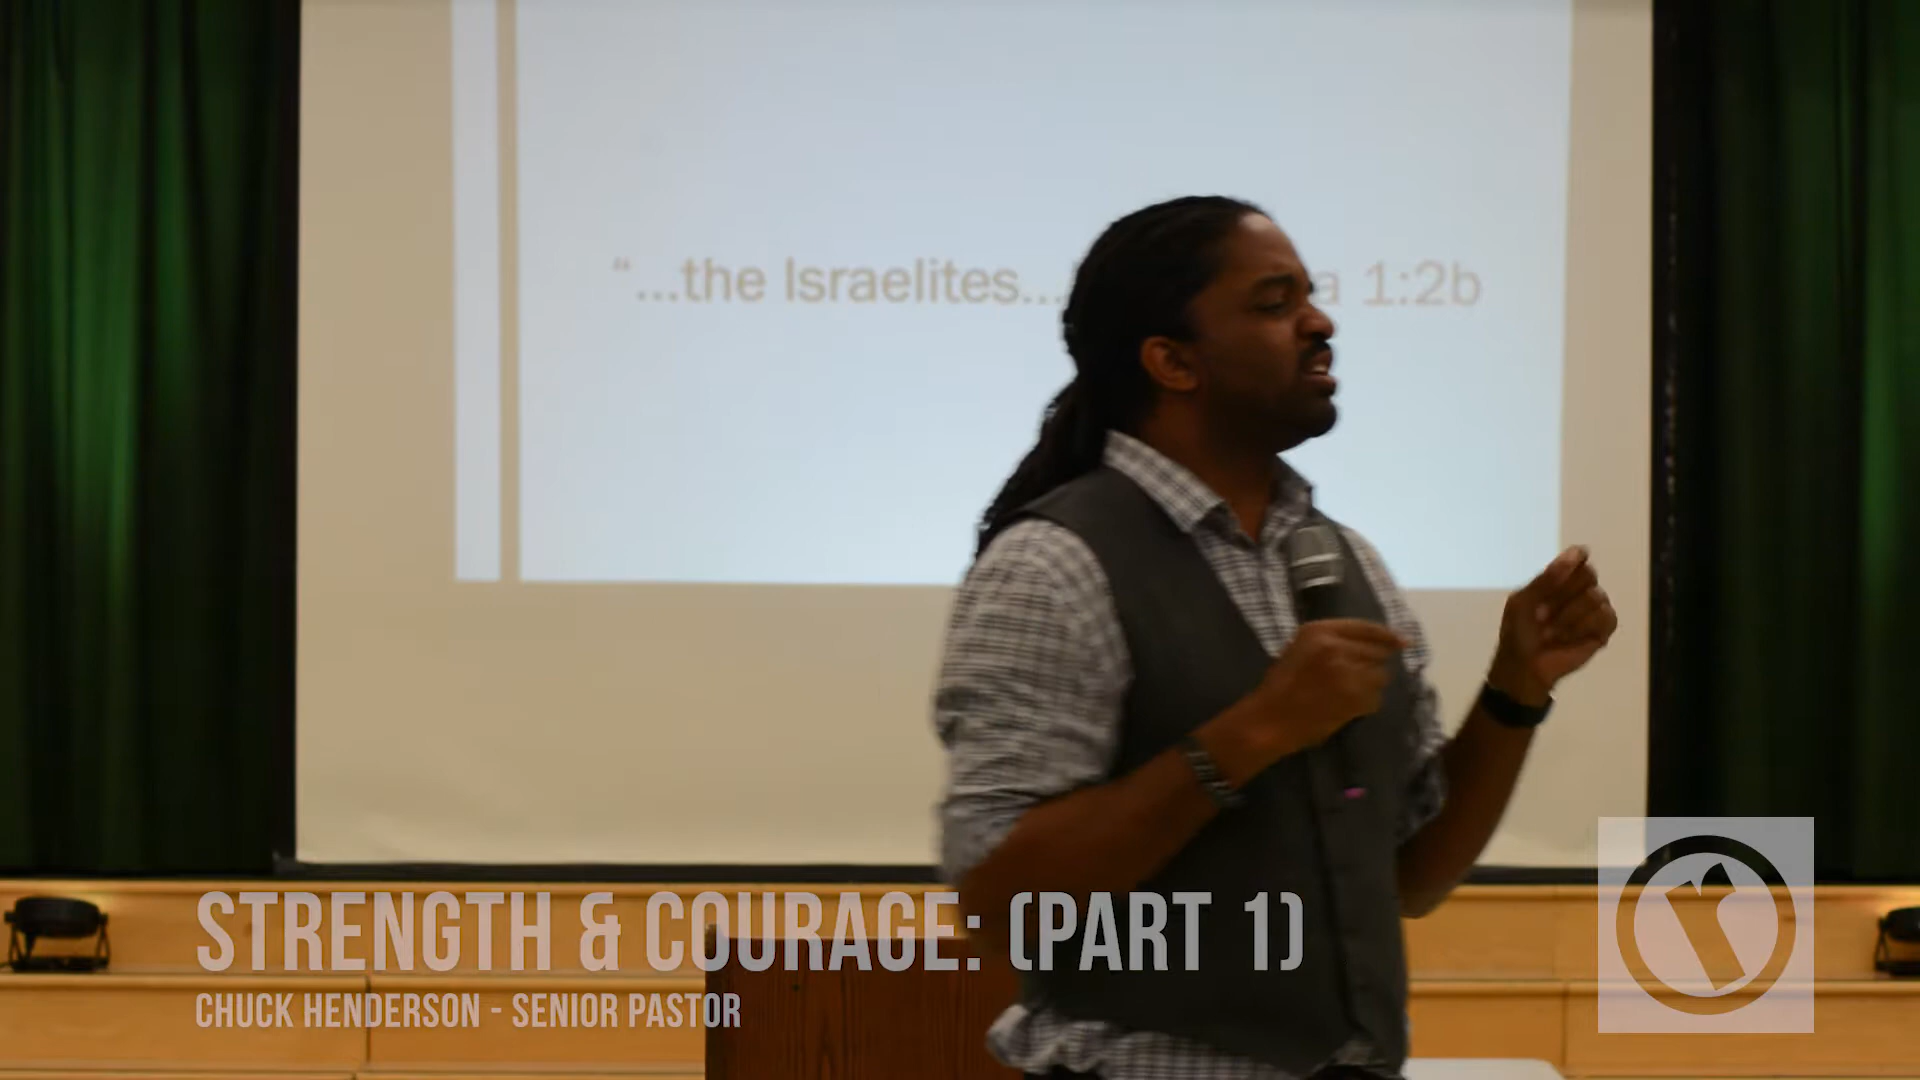 “...the Israelites... a 1:2b
STRENGTH & COURAGE: (PART 1)
CHUCK HENDERSON - SENIOR PASTOR
r